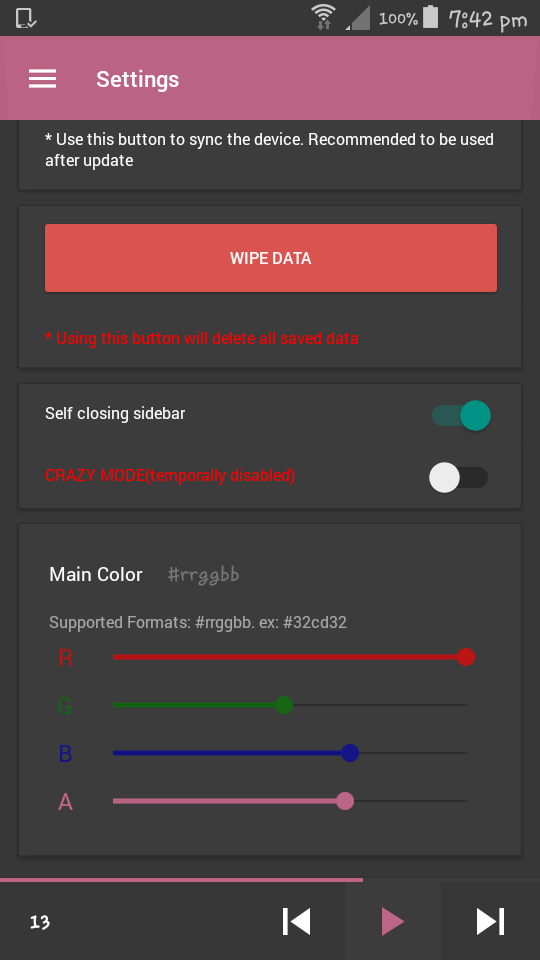 100% 7:42 pm
Settings
* Use this button to sync the device. Recommended to be used
after update
WIPE DATA
* Using this button will delete all saved data
Self closing sidebar
CRAZY MODE(temporally disabled)
Main Color #rrggbb
Supported Formats: #rrggbb. ex: #32cd32
R
G
B
A
13